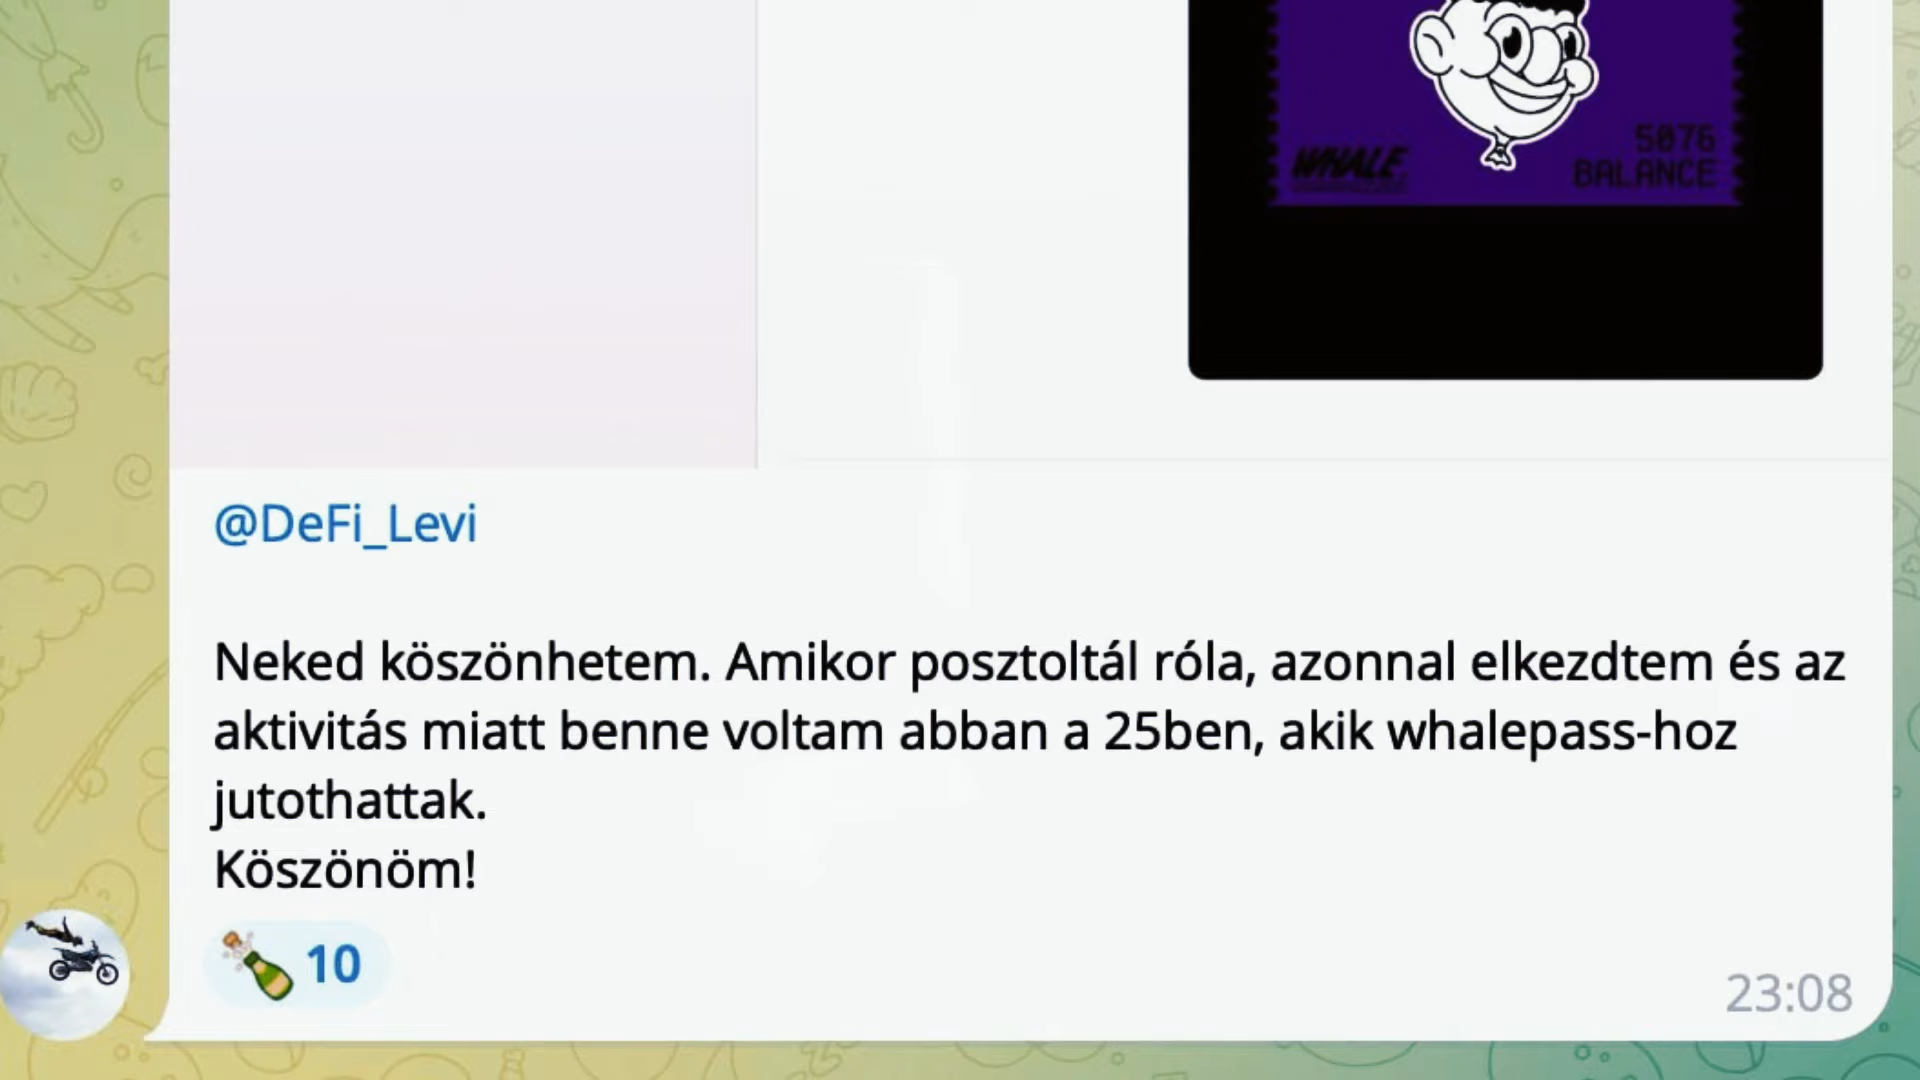 WHALE
5076
BALANCE
@DeFi_Levi
Neked köszönhetem. Amikor posztoltál róla, azonnal elkezdtem és az
aktivitás miatt benne voltam abban a 25ben, akik whalepass-hoz
jutothattak.
Köszönöm!
10
23:08